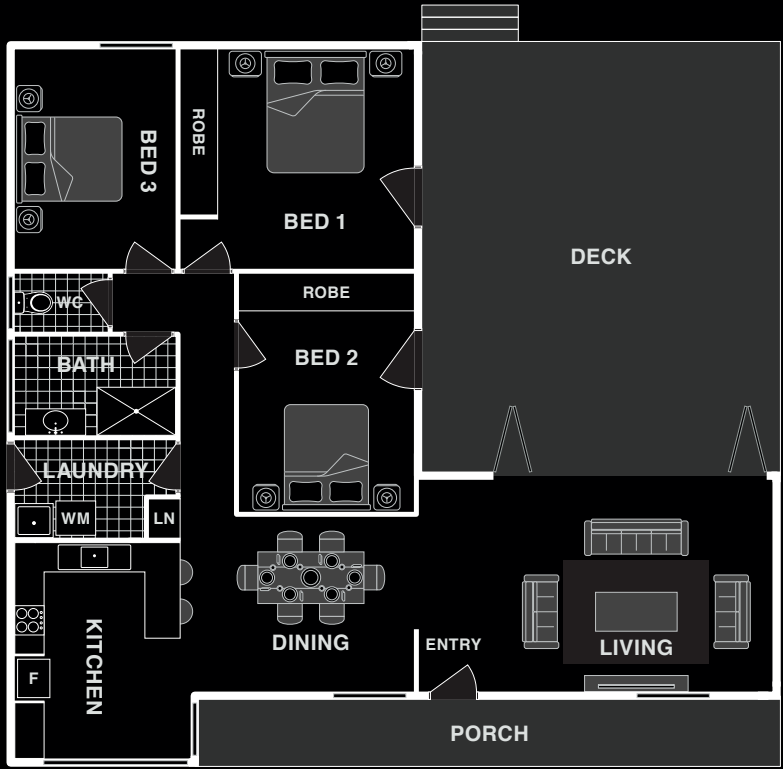 BED 3
ROBE
BED 1
DECK
WC
ROBE
BATH
BED 2
LAUNDRY
WM
LN
KITCHEN
DINING
ENTRY
LIVING
F
PORCH